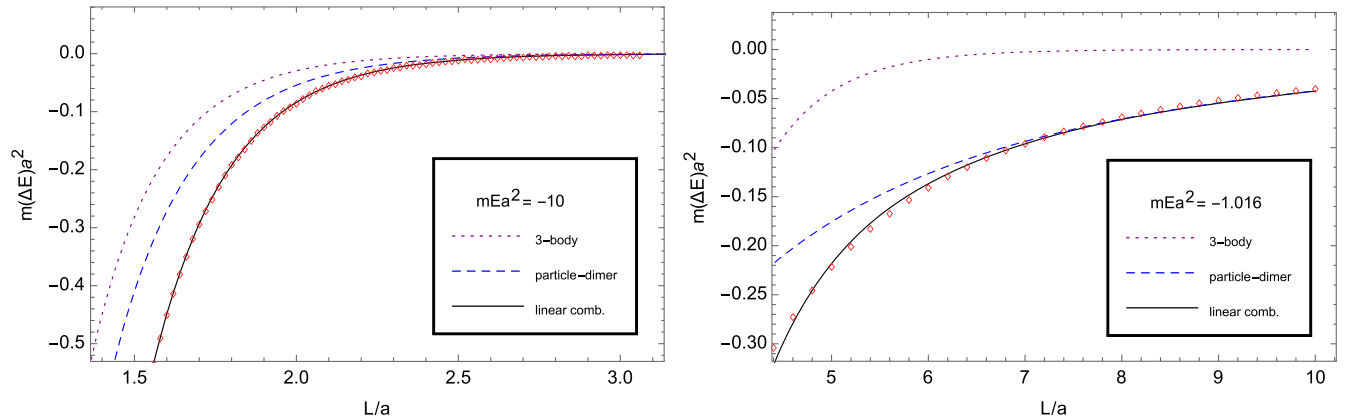 0.0
−0.1
−0.2
−0.3
−0.4
−0.5
m(ΔE)a²
1.5
2.0
2.5
3.0
L/a
mEa² = −10
3−body
particle−dimer
linear comb.
0.00
−0.05
−0.10
−0.15
−0.20
−0.25
−0.30
m(ΔE)a²
5
6
7
8
9
10
L/a
mEa² = −1.016
3−body
particle−dimer
linear comb.